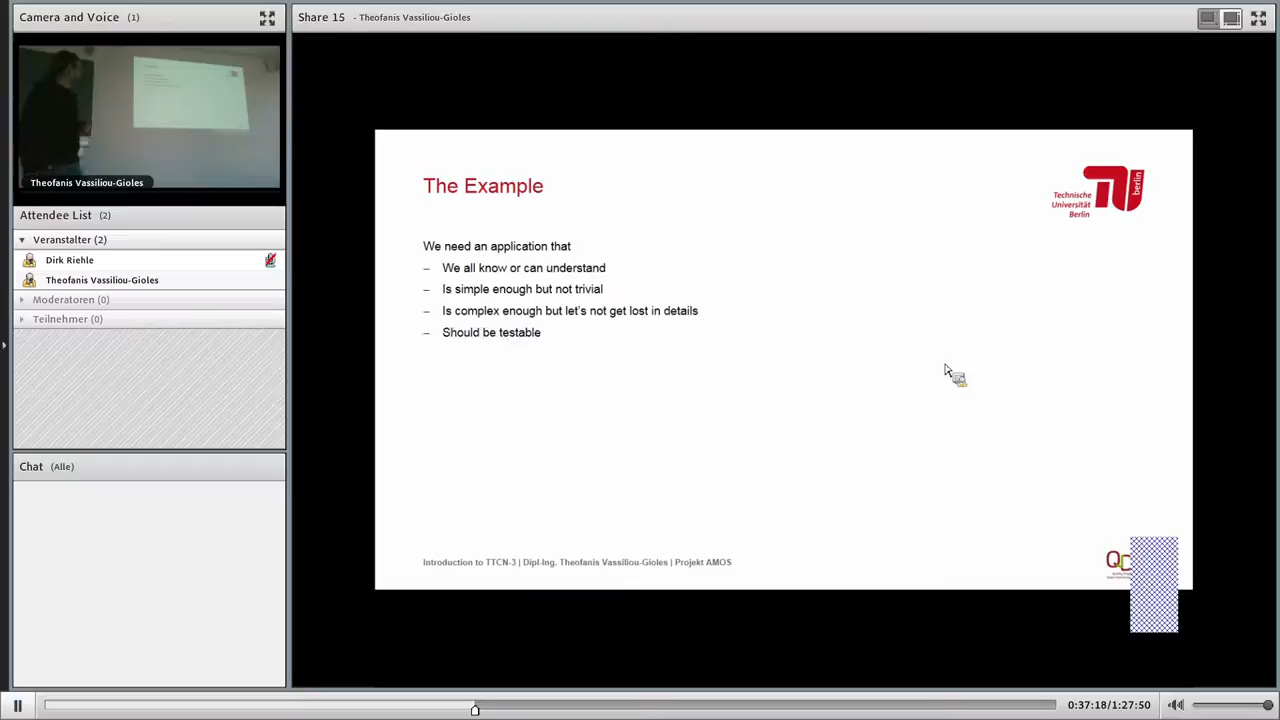 Camera and Voice (1)
Theofanis Vassiliou-Gioles
Attendee List (2)
Veranstalter (2)
Dirk Riehle
Theofanis Vassiliou-Gioles
Moderatoren (0)
Teilnehmer (0)
Chat (Alle)
Share 15 - Theofanis Vassiliou-Gioles
The Example
Technische
Universität
Berlin
berlin
We need an application that
– We all know or can understand
– Is simple enough but not trivial
– Is complex enough but let's not get lost in details
– Should be testable
Introduction to TTCN-3 | Dipl-Ing. Theofanis Vassiliou-Gioles | Projekt AMOS
0:37:18/1:27:50